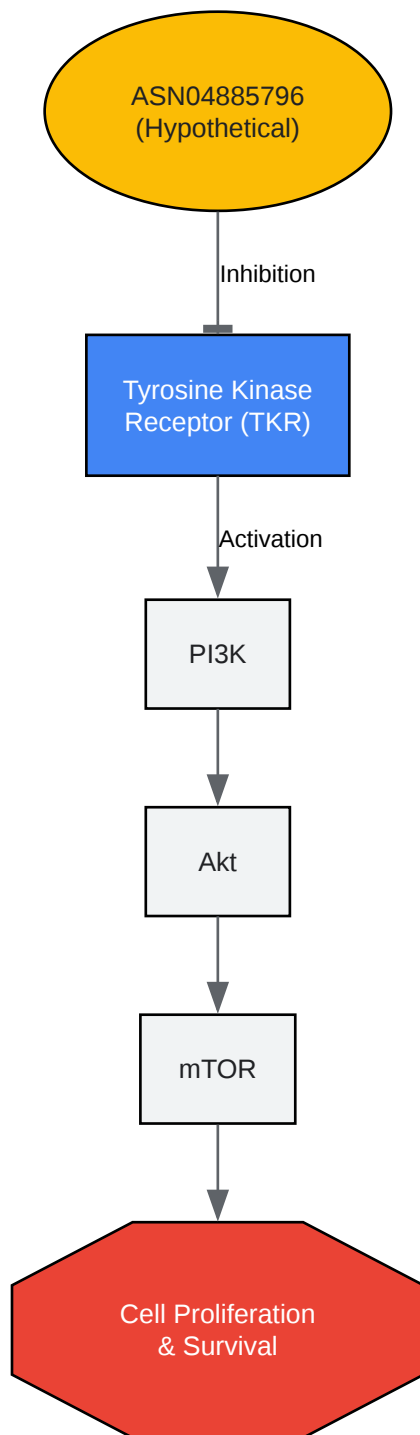 ASN04885796
(Hypothetical)
Inhibition
Tyrosine Kinase
Receptor (TKR)
Activation
PI3K
Akt
mTOR
Cell Proliferation
& Survival